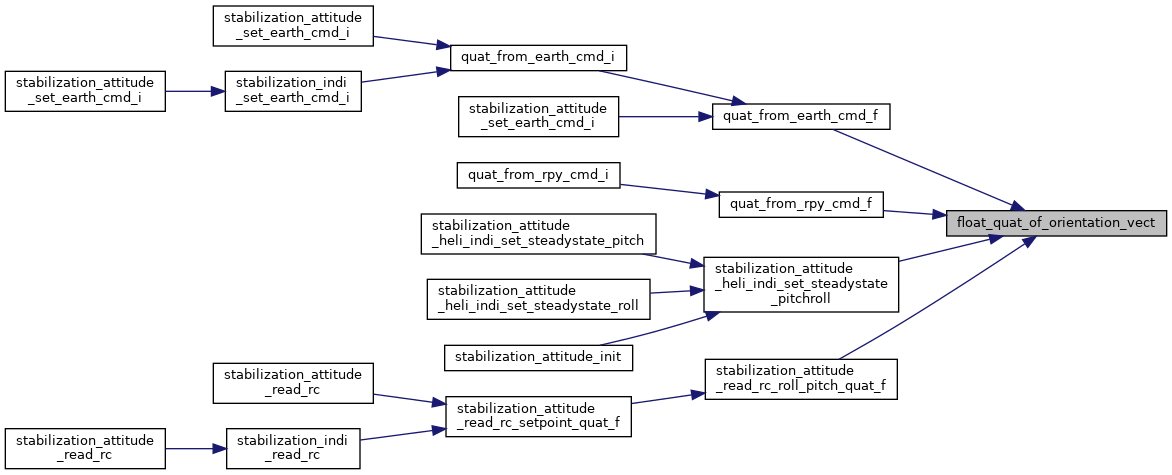 stabilization_attitude
_set_earth_cmd_i
quat_from_earth_cmd_i
stabilization_attitude
_set_earth_cmd_i
stabilization_indi
_set_earth_cmd_i
stabilization_attitude
_set_earth_cmd_i
quat_from_earth_cmd_f
quat_from_rpy_cmd_i
quat_from_rpy_cmd_f
float_quat_of_orientation_vect
stabilization_attitude
_heli_indi_set_steadystate_pitch
stabilization_attitude
_heli_indi_set_steadystate
_pitchroll
stabilization_attitude
_heli_indi_set_steadystate_roll
stabilization_attitude_init
stabilization_attitude
_read_rc_roll_pitch_quat_f
stabilization_attitude
_read_rc
stabilization_attitude
_read_rc_setpoint_quat_f
stabilization_attitude
_read_rc
stabilization_indi
_read_rc